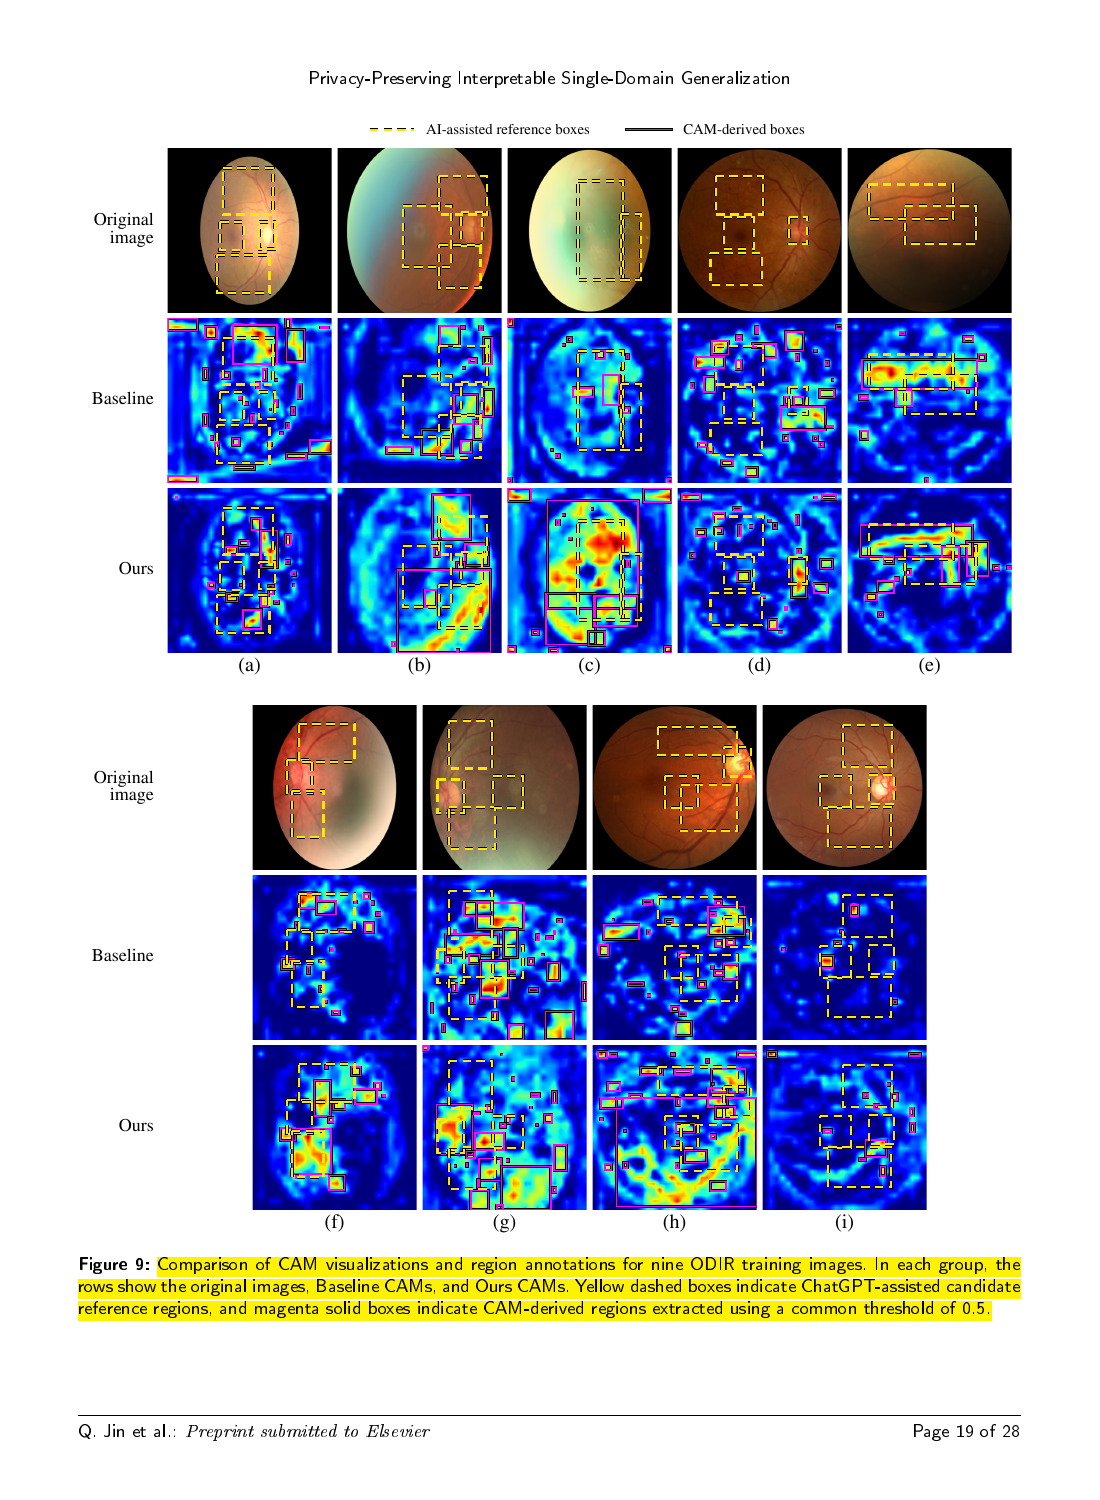 Privacy-Preserving Interpretable Single-Domain Generalization
AI-assisted reference boxes CAM-derived boxes
Original
image
Baseline
Ours
(a) (b) (c) (d) (e)
Original
image
Baseline
Ours
(f) (g) (h) (i)
Figure 9: Comparison of CAM visualizations and region annotations for nine ODIR training images. In each group, the
rows show the original images, Baseline CAMs, and Ours CAMs. Yellow dashed boxes indicate ChatGPT-assisted candidate
reference regions, and magenta solid boxes indicate CAM-derived regions extracted using a common threshold of 0.5.
Q. Jin et al.: Preprint submitted to Elsevier Page 19 of 28